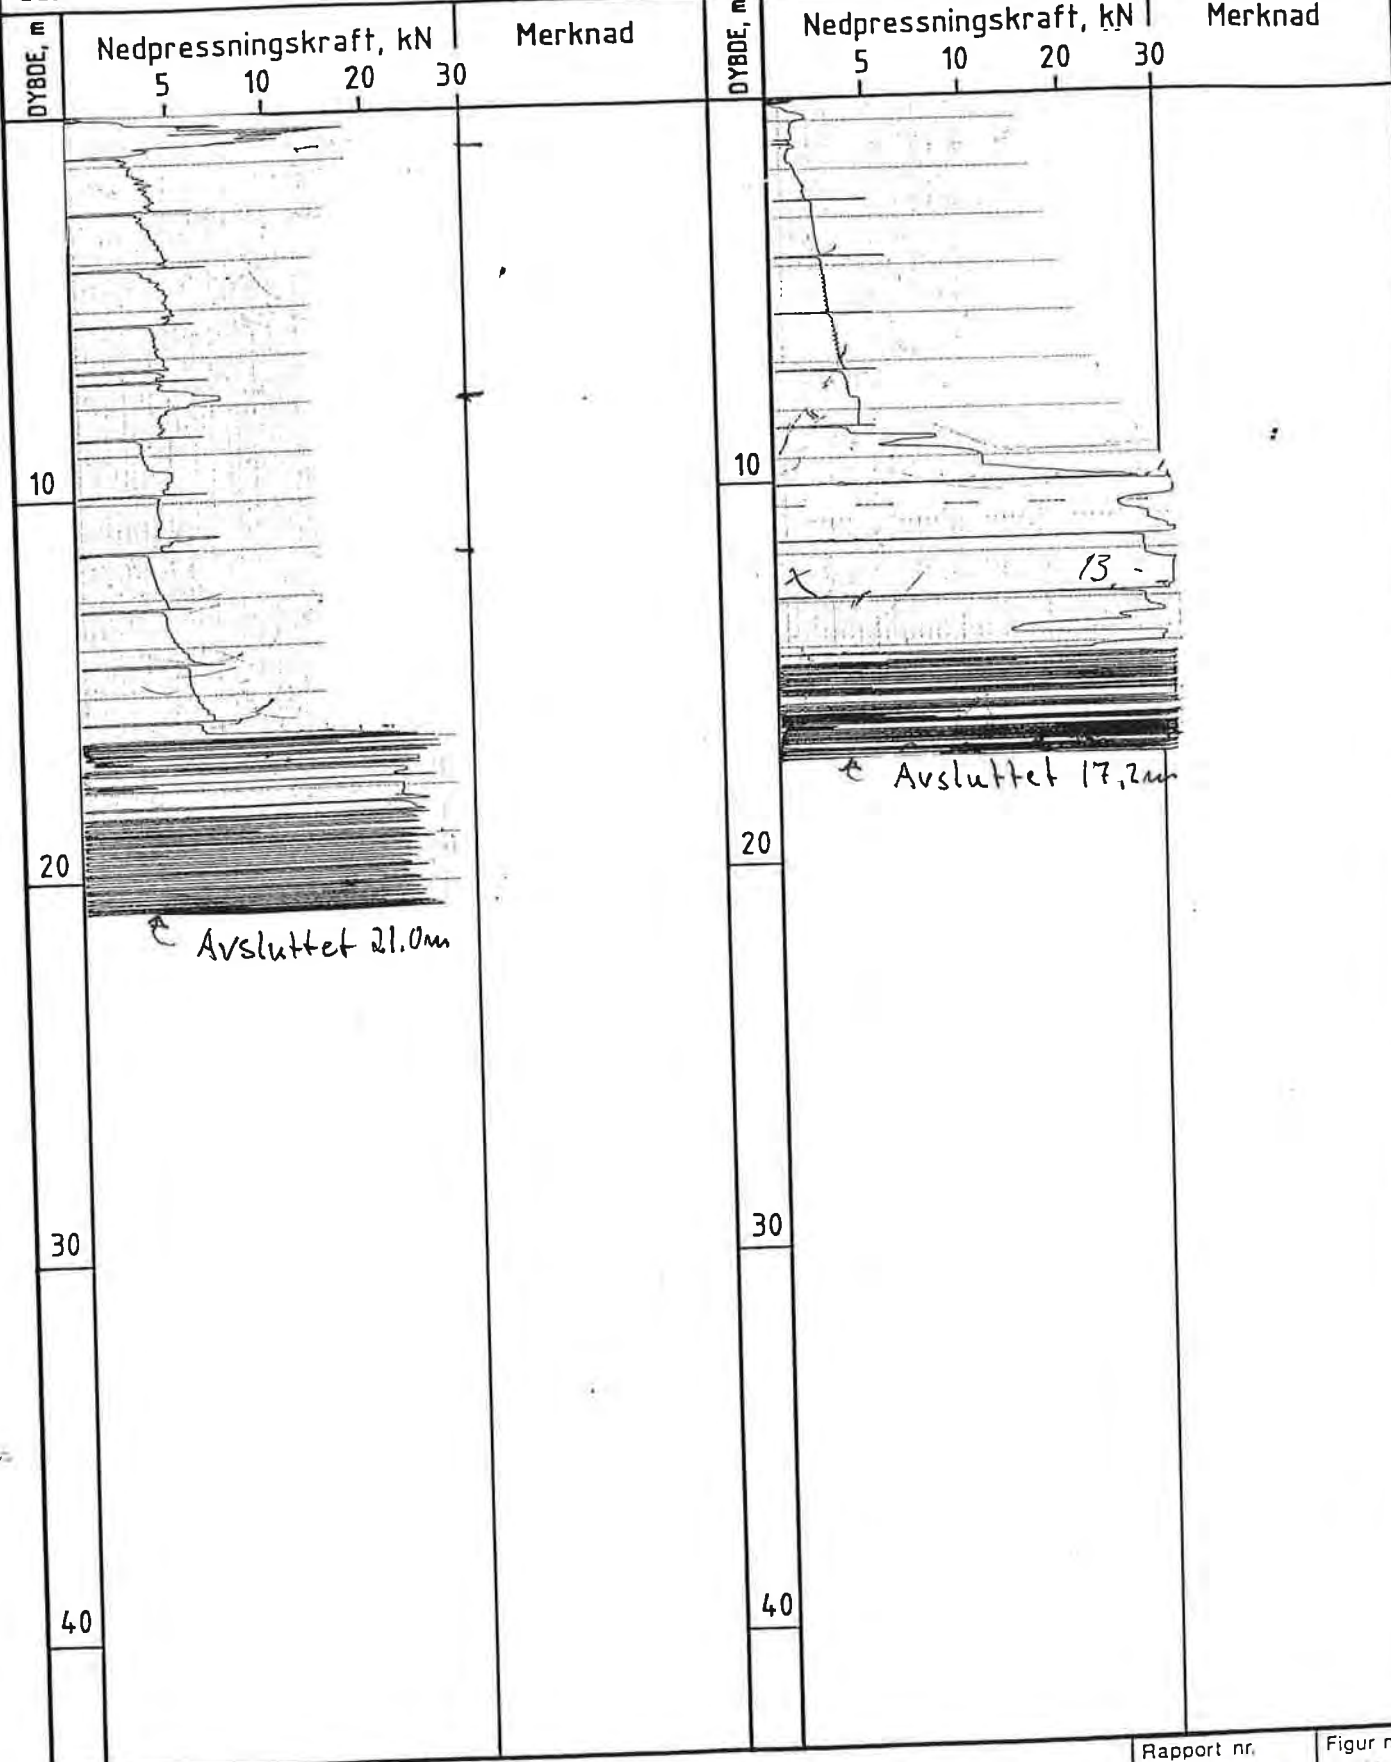 DYBDE, m
Nedpressningskraft, kN
Merknad
5 10 20 30
10
20
Avsluttet 21.0m
30
40
DYBDE, m
Nedpressningskraft, kN
Merknad
5 10 20 30
10
13
Avsluttet 17,2m
20
30
40
Rapport nr.
Figur